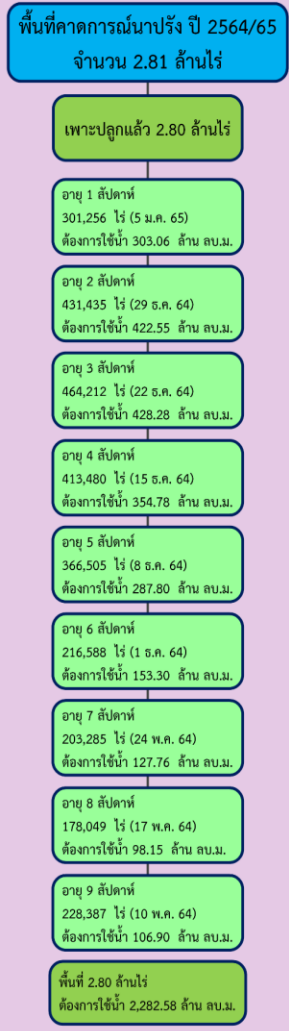 พื้นที่คาดการณ์นาปรัง ปี 2564/65
จำนวน 2.81 ล้านไร่
เพาะปลูกแล้ว 2.80 ล้านไร่
อายุ 1 สัปดาห์
301,256 ไร่ (5 ม.ค. 65)
ต้องการใช้น้ำ 303.06 ล้าน ลบ.ม.
อายุ 2 สัปดาห์
431,435 ไร่ (29 ธ.ค. 64)
ต้องการใช้น้ำ 422.55 ล้าน ลบ.ม.
อายุ 3 สัปดาห์
464,212 ไร่ (22 ธ.ค. 64)
ต้องการใช้น้ำ 428.28 ล้าน ลบ.ม.
อายุ 4 สัปดาห์
413,480 ไร่ (15 ธ.ค. 64)
ต้องการใช้น้ำ 354.78 ล้าน ลบ.ม.
อายุ 5 สัปดาห์
366,505 ไร่ (8 ธ.ค. 64)
ต้องการใช้น้ำ 287.80 ล้าน ลบ.ม.
อายุ 6 สัปดาห์
216,588 ไร่ (1 ธ.ค. 64)
ต้องการใช้น้ำ 153.30 ล้าน ลบ.ม.
อายุ 7 สัปดาห์
203,285 ไร่ (24 พ.ค. 64)
ต้องการใช้น้ำ 127.76 ล้าน ลบ.ม.
อายุ 8 สัปดาห์
178,049 ไร่ (17 พ.ค. 64)
ต้องการใช้น้ำ 98.15 ล้าน ลบ.ม.
อายุ 9 สัปดาห์
228,387 ไร่ (10 พ.ค. 64)
ต้องการใช้น้ำ 106.90 ล้าน ลบ.ม.
พื้นที่ 2.80 ล้านไร่
ต้องการใช้น้ำ 2,282.58 ล้าน ลบ.ม.